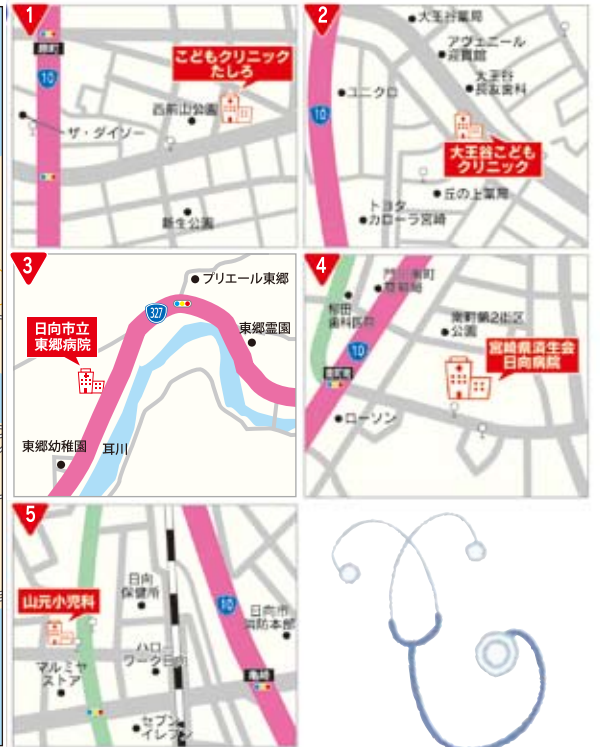 1
原町
10
こどもクリニック
たしろ
西前山公園
ザ・ダイソー
新生公園
2
大王谷薬局
アヴェニール
迎賓館
大王谷
長友歯科
ユニクロ
10
大王谷こども
クリニック
丘の上薬局
トヨタ
カローラ宮崎
3
プリエール東郷
327
日向市立
東郷病院
東郷霊園
東郷幼稚園
耳川
4
歯科医院
南町第2街区
公園
10
宮崎県済生会
日向病院
ローソン
5
日向
保健所
山元小児科
10
日向市
消防本部
ハロー
ワーク日向
マルミヤ
ストア
亀崎
セブン
イレブン